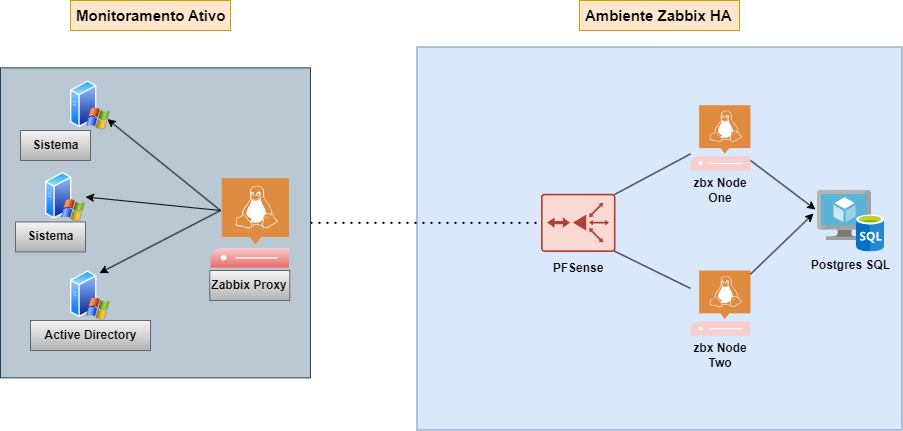 Monitoramento Ativo
Ambiente Zabbix HA
Sistema
Sistema
Active Directory
Zabbix Proxy
PFSense
zbx Node
One
zbx Node
Two
SQL
Postgres SQL